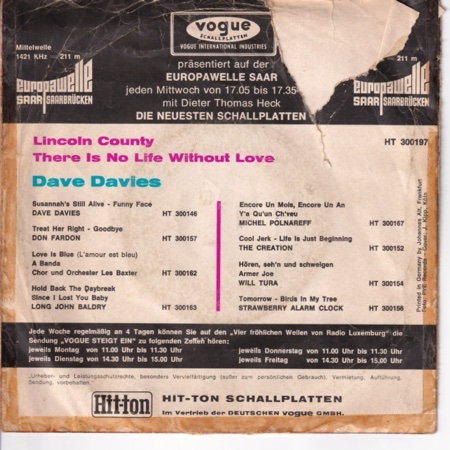 vogue
SCHALLPLATTEN
VOGUE INTERNATIONAL INDUSTRIES
Mittelwelle
1421 KHz - 211 m
- 211 m
europawelle
SAAR SAARBRÜCKEN
europawelle
SAAR SAARBRÜCKEN
präsentiert auf der
EUROPAWELLE SAAR
jeden Mittwoch von 17.05 bis 17.35
mit Dieter Thomas Heck
DIE NEUESTEN SCHALLPLATTEN
Lincoln County
HT 300197
There Is No Life Without Love
Dave Davies
Susannah's Still Alive - Funny Face
DAVE DAVIES HT 300146
Treat Her Right - Goodbye
DON FARDON HT 300157
Love is Blue (L'amour est bleu)
A Banda
Chor und Orchester Les Baxter HT 300162
Hold Back The Daybreak
Since I Lost You Baby
LONG JOHN BALDRY HT 300163
Encore Un Mois, Encore Un An
Y'a Qu'un Ch'veu
MICHEL POLNAREFF HT 300167
Cool Jerk - Life Is Just Beginning
THE CREATION HT 300152
Hören, seh'n und schweigen
Armer Joe
WILL TURA HT 300154
Tomorrow - Birds In My Tree
STRAWBERRY ALARM CLOCK HT 300156
Printed in Germany by Johannes Alt, Frankfurt
Jede Woche regelmäßig an 4 Tagen können Sie auf den „Vier fröhlichen Wellen von Radio Luxemburg" die
Sendung „VOGUE STEIGT EIN" zu folgenden Zeiten hören:
jeweils Montag von 11.00 bis 11.30 Uhr jeweils Donnerstag von 11.00 bis 11.30 Uhr
jeweils Dienstag von 14.30 bis 15.00 Uhr jeweils Freitag von 14.30 bis 15.00 Uhr
Urheber- und Leistungsschutzrechte, besonders Vervielfältigung (außer zum persönlichen Gebrauch), Vermietung, Aufführung,
Sendung, vorbehalten.
Hit-ton
HIT-TON SCHALLPLATTEN
Im Vertrieb der DEUTSCHEN vogue GMBH.